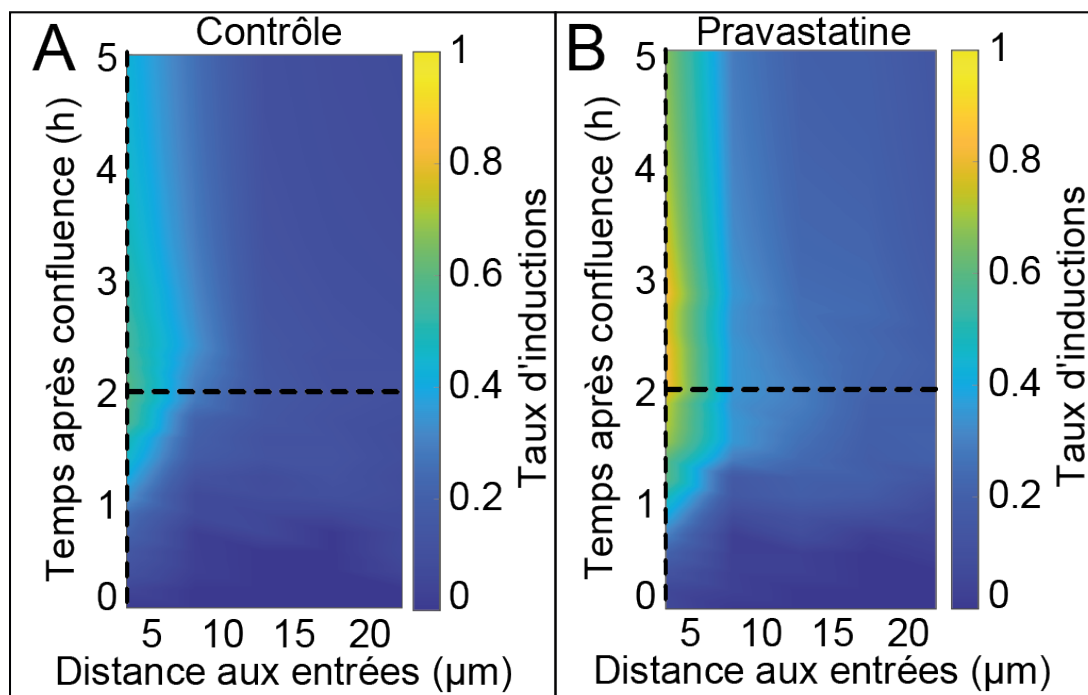 A
Contrôle
Temps après confluence (h)
5
4
3
2
1
0
5 10 15 20
Distance aux entrées (µm)
1
0.8
0.6
0.4
0.2
0
Taux d'inductions
B
Pravastatine
Temps après confluence (h)
5
4
3
2
1
0
5 10 15 20
Distance aux entrées (µm)
1
0.8
0.6
0.4
0.2
0
Taux d'inductions